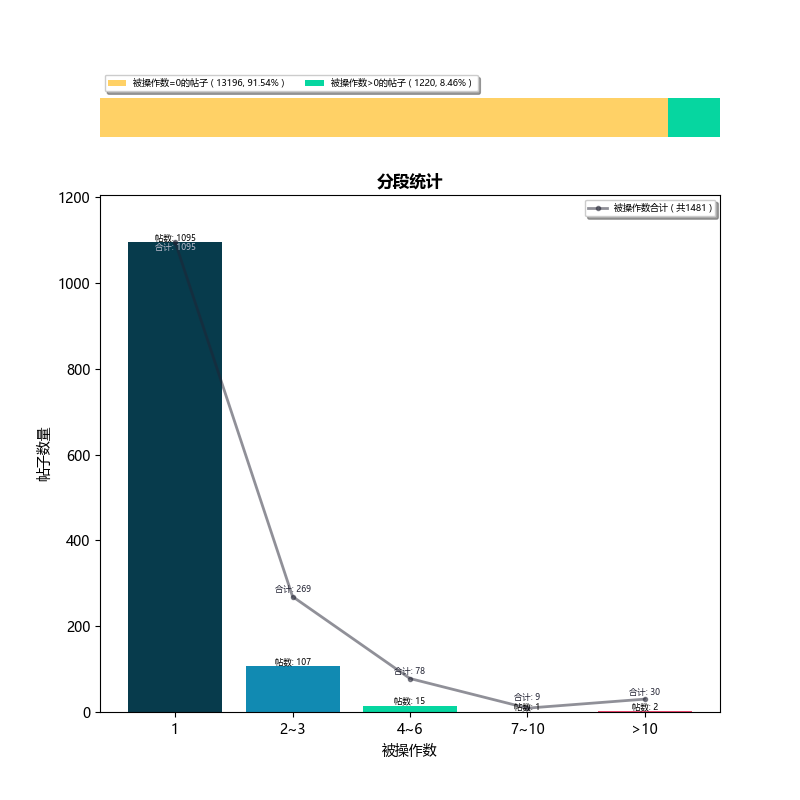 被操作数=0的帖子 ( 13196, 91.54% ) 被操作数>0的帖子 ( 1220, 8.46% )
分段统计
被操作数合计 ( 共1481 )
1200
1000
800
600
400
200
0
帖子数量
帖数: 1095
合计: 1095
合计: 269
帖数: 107
合计: 78
帖数: 15
合计: 9
帖数: 1
合计: 30
帖数: 2
1 2~3 4~6 7~10 >10
被操作数